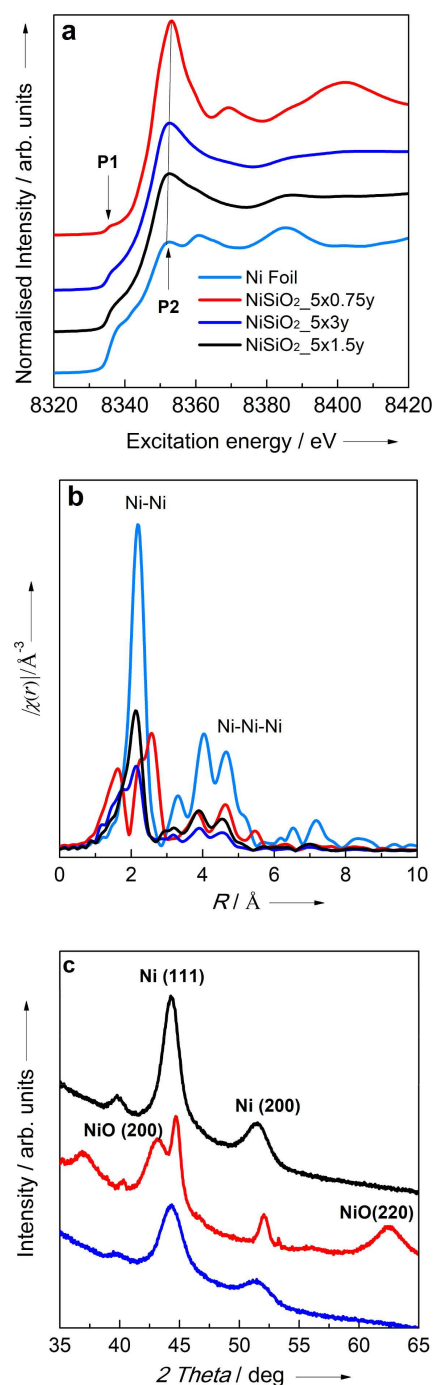 a
P1
P2
Ni Foil
NiSiO₂_5x0.75y
NiSiO₂_5x3y
NiSiO₂_5x1.5y
Normalised Intensity / arb. units
8320 8340 8360 8380 8400 8420
Excitation energy / eV
b
Ni-Ni
Ni-Ni-Ni
/χ(r)|/Å⁻³
0 2 4 6 8 10
R / Å
c
Ni (111)
Ni (200)
NiO (200)
NiO(220)
Intensity / arb. units
35 40 45 50 55 60 65
2 Theta / deg